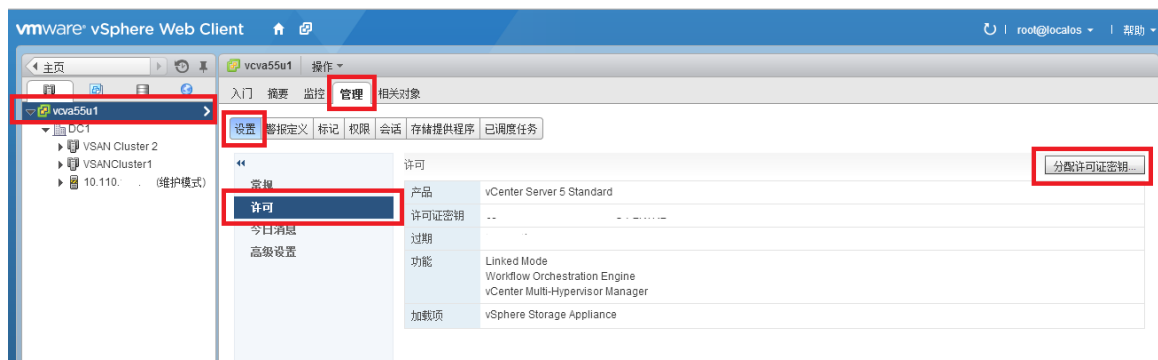 vmware® vSphere Web Client
root@localos
帮助
主页
vcva55u1
操作
入门 摘要 监控 管理 相关对象
vcva55u1
DC1
VSAN Cluster 2
VSANCluster1
10.110. (维护模式)
设置 警报定义 标记 权限 会话 存储提供程序 已调度任务
常规
许可
今日消息
高级设置
许可
分配许可证密钥...
产品 vCenter Server 5 Standard
许可证密钥
过期
功能 Linked Mode
Workflow Orchestration Engine
vCenter Multi-Hypervisor Manager
加载项 vSphere Storage Appliance